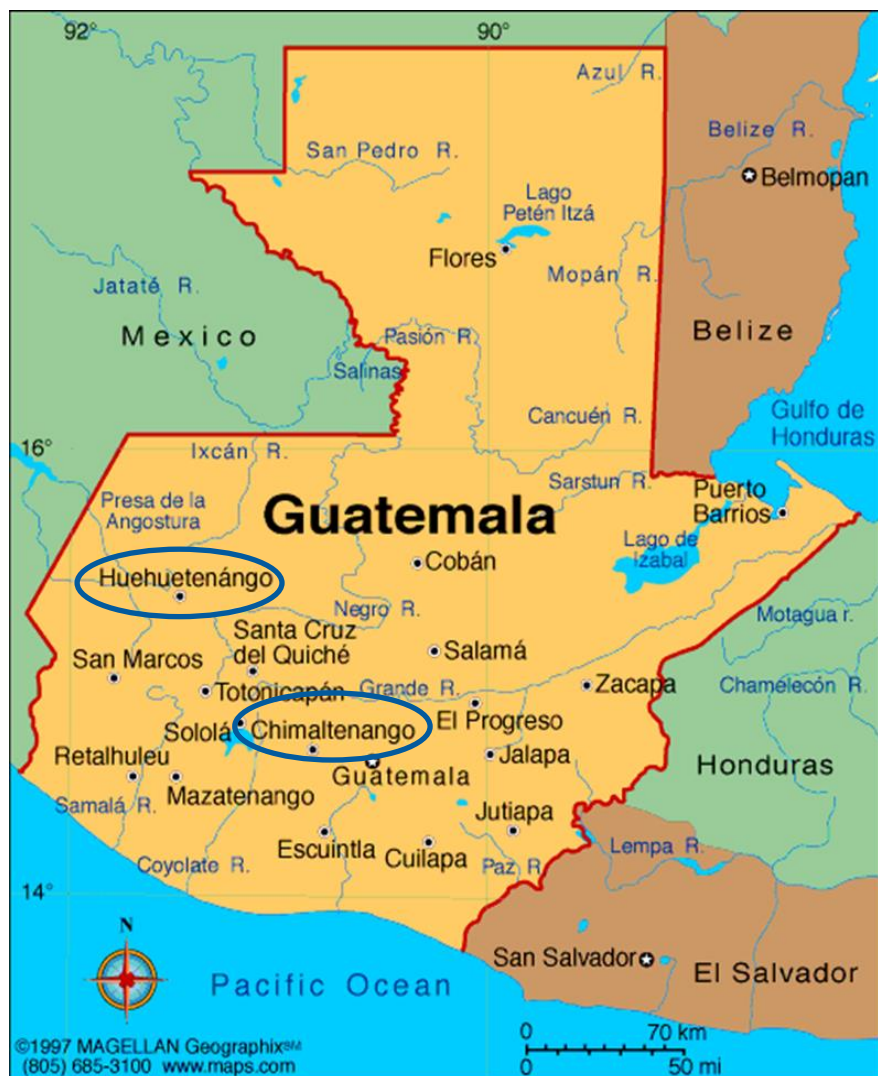 92°
90°
Azul R.
Belize R.
San Pedro R.
Belmopan
Lago
Petén Itzá
Flores
Mopán R.
Jataté R.
Mexico
Pasión R.
Belize
Salinas
Cancuén R.
Gulfo de
Honduras
16°
Ixcán R.
Sarstun R.
Puerto
Barrios
Presa de la
Angostura
Guatemala
Lago de
Izabal
Cobán
Huehuetenángo
Negro R.
Motagua r.
Santa Cruz
del Quiché
Salamá
San Marcos
Zacapa
Chamelecón R.
Totonicapán
Grande R.
El Progreso
Sololá
Chimaltenango
Retalhuleu
Jalapa
Guatemala
Honduras
Mazatenango
Samalá R.
Jutiapa
Escuintla
Cuilapa
Lempa R.
Coyolate R.
Paz R
14°
N
San Salvador
El Salvador
Pacific Ocean
0 70 km
0 50 mi
©1997 MAGELLAN Geographix℠
(805) 685-3100 www.maps.com